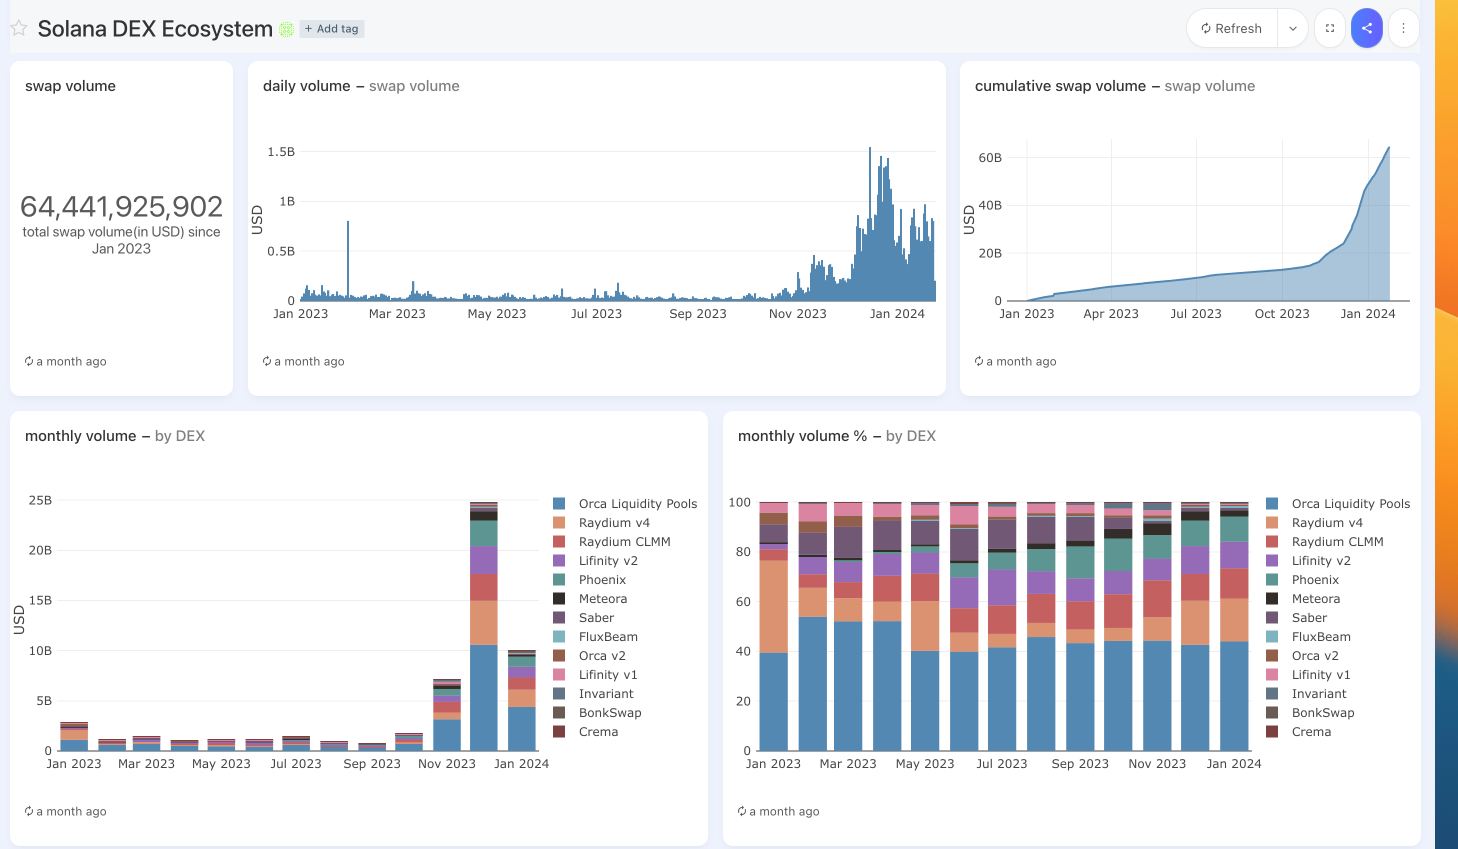 Solana DEX Ecosystem
+ Add tag
Refresh
swap volume
64,441,925,902
total swap volume(in USD) since
Jan 2023
a month ago
daily volume – swap volume
1.5B
1B
0.5B
0
USD
Jan 2023 Mar 2023 May 2023 Jul 2023 Sep 2023 Nov 2023 Jan 2024
a month ago
cumulative swap volume – swap volume
60B
40B
20B
0
USD
Jan 2023 Apr 2023 Jul 2023 Oct 2023 Jan 2024
a month ago
monthly volume – by DEX
25B
20B
15B
10B
5B
0
USD
Jan 2023 Mar 2023 May 2023 Jul 2023 Sep 2023 Nov 2023 Jan 2024
Orca Liquidity Pools
Raydium v4
Raydium CLMM
Lifinity v2
Phoenix
Meteora
Saber
FluxBeam
Orca v2
Lifinity v1
Invariant
BonkSwap
Crema
a month ago
monthly volume % – by DEX
100
80
60
40
20
0
Jan 2023 Mar 2023 May 2023 Jul 2023 Sep 2023 Nov 2023 Jan 2024
Orca Liquidity Pools
Raydium v4
Raydium CLMM
Lifinity v2
Phoenix
Meteora
Saber
FluxBeam
Orca v2
Lifinity v1
Invariant
BonkSwap
Crema
a month ago